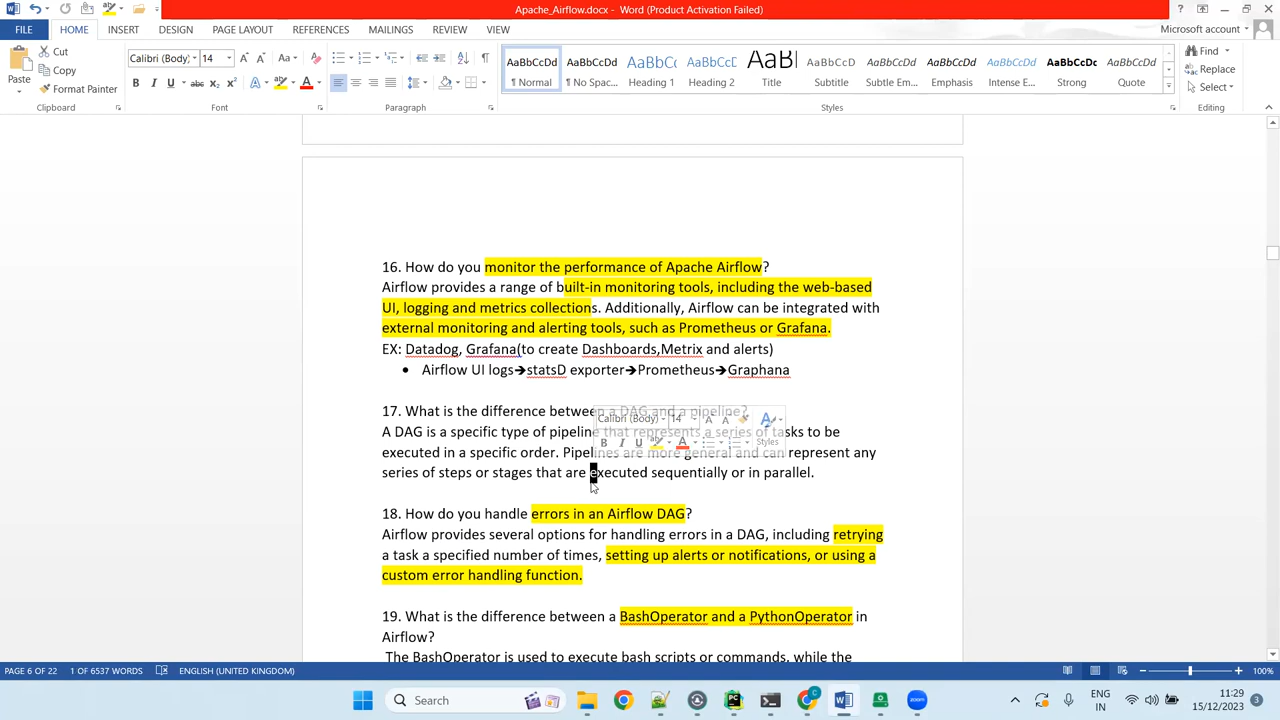 Apache_Airflow.docx - Word (Product Activation Failed)
FILE HOME INSERT DESIGN PAGE LAYOUT REFERENCES MAILINGS REVIEW VIEW Microsoft account
Paste Cut Copy Format Painter
Calibri (Body) 14
AaBbCcDd AaBbCcDd AaBbC AaBbCcD AaBl AaBbCcD AaBbCcDd AaBbCcDd AaBbCcDd AaBbCcDc AaBbCcDd
¶ Normal ¶ No Spac... Heading 1 Heading 2 Title Subtitle Subtle Em... Emphasis Intense E... Strong Quote
Find Replace Select
Clipboard Font Paragraph Styles Editing
16. How do you monitor the performance of Apache Airflow?
Airflow provides a range of built-in monitoring tools, including the web-based
UI, logging and metrics collections. Additionally, Airflow can be integrated with
external monitoring and alerting tools, such as Prometheus or Grafana.
EX: Datadog, Grafana(to create Dashboards,Metrix and alerts)
• Airflow UI logs➔statsD exporter➔Prometheus➔Graphana
17. What is the difference between a DAG and a pipeline?
Calibri (Body) 14 Styles
A DAG is a specific type of pipeline that represents a series of tasks to be
executed in a specific order. Pipelines are more general and can represent any
series of steps or stages that are executed sequentially or in parallel.
18. How do you handle errors in an Airflow DAG?
Airflow provides several options for handling errors in a DAG, including retrying
a task a specified number of times, setting up alerts or notifications, or using a
custom error handling function.
19. What is the difference between a BashOperator and a PythonOperator in
Airflow?
The BashOperator is used to execute bash scripts or commands, while the
PAGE 6 OF 22 1 OF 6537 WORDS ENGLISH (UNITED KINGDOM) 100%
Search
ENG
IN
11:29
15/12/2023
3